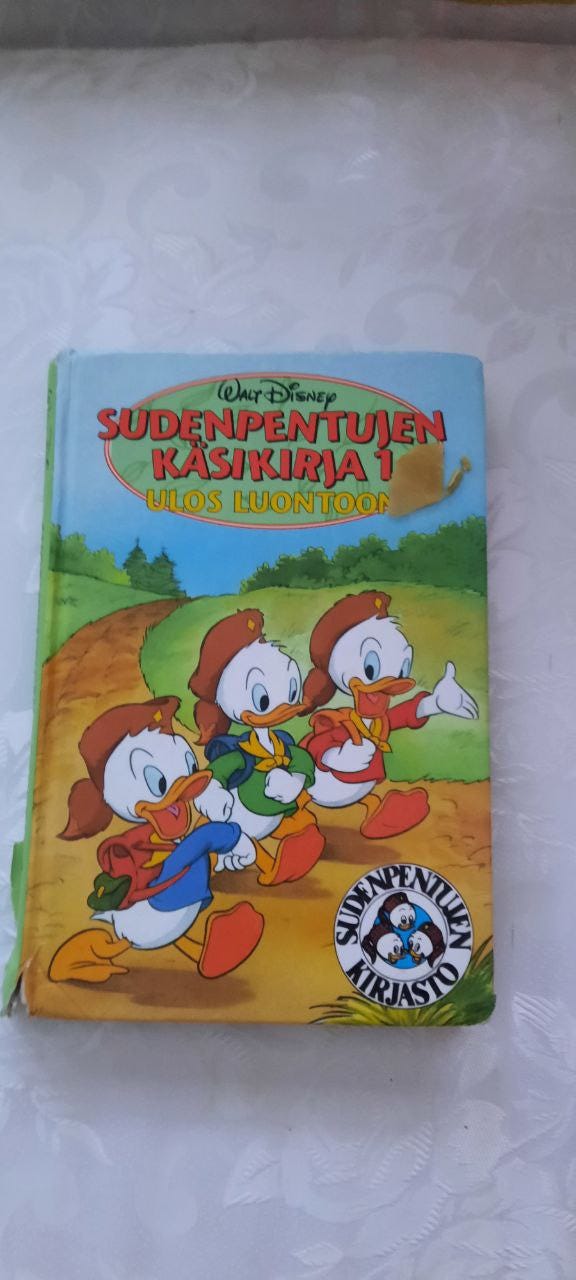 WALT DISNEY
SUDENPENTUJEN
KÄSIKIRJA 1
ULOS LUONTOON
SUDENPENTUJEN
KIRJASTO